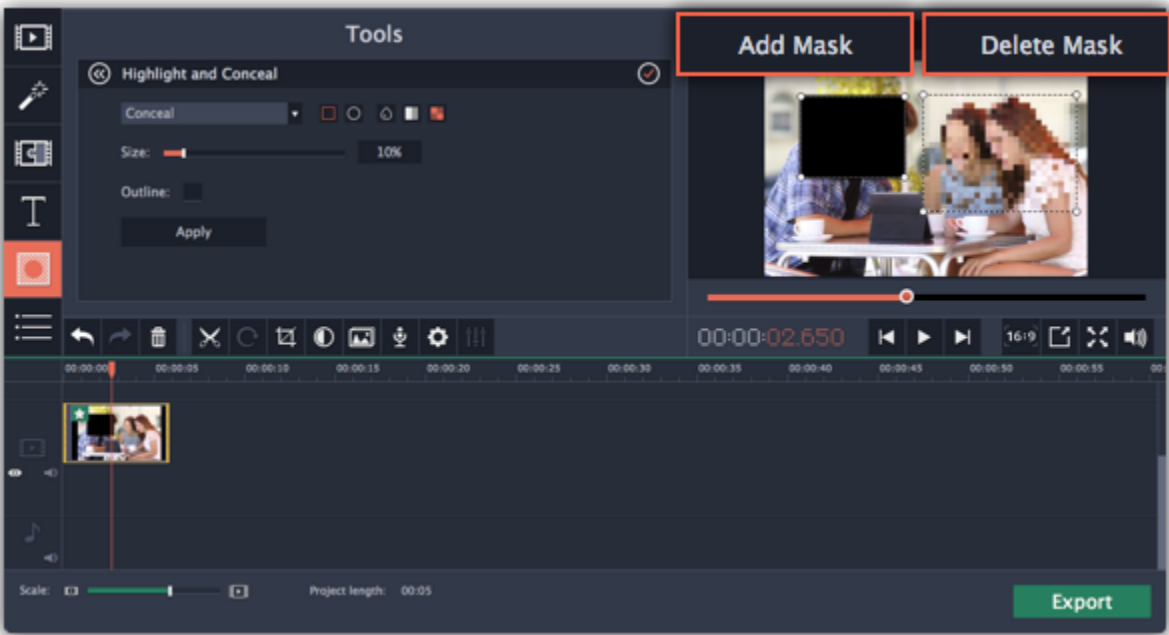 Tools
Add Mask
Delete Mask
Highlight and Conceal
Conceal
Size:
10%
Outline:
Apply
T
00:00:02.650
16:9
00:00:00
00:00:05
00:00:10
00:00:15
00:00:20
00:00:25
00:00:30
00:00:35
00:00:40
00:00:45
00:00:50
00:00:55
00:
Scale:
Project length: 00:05
Export